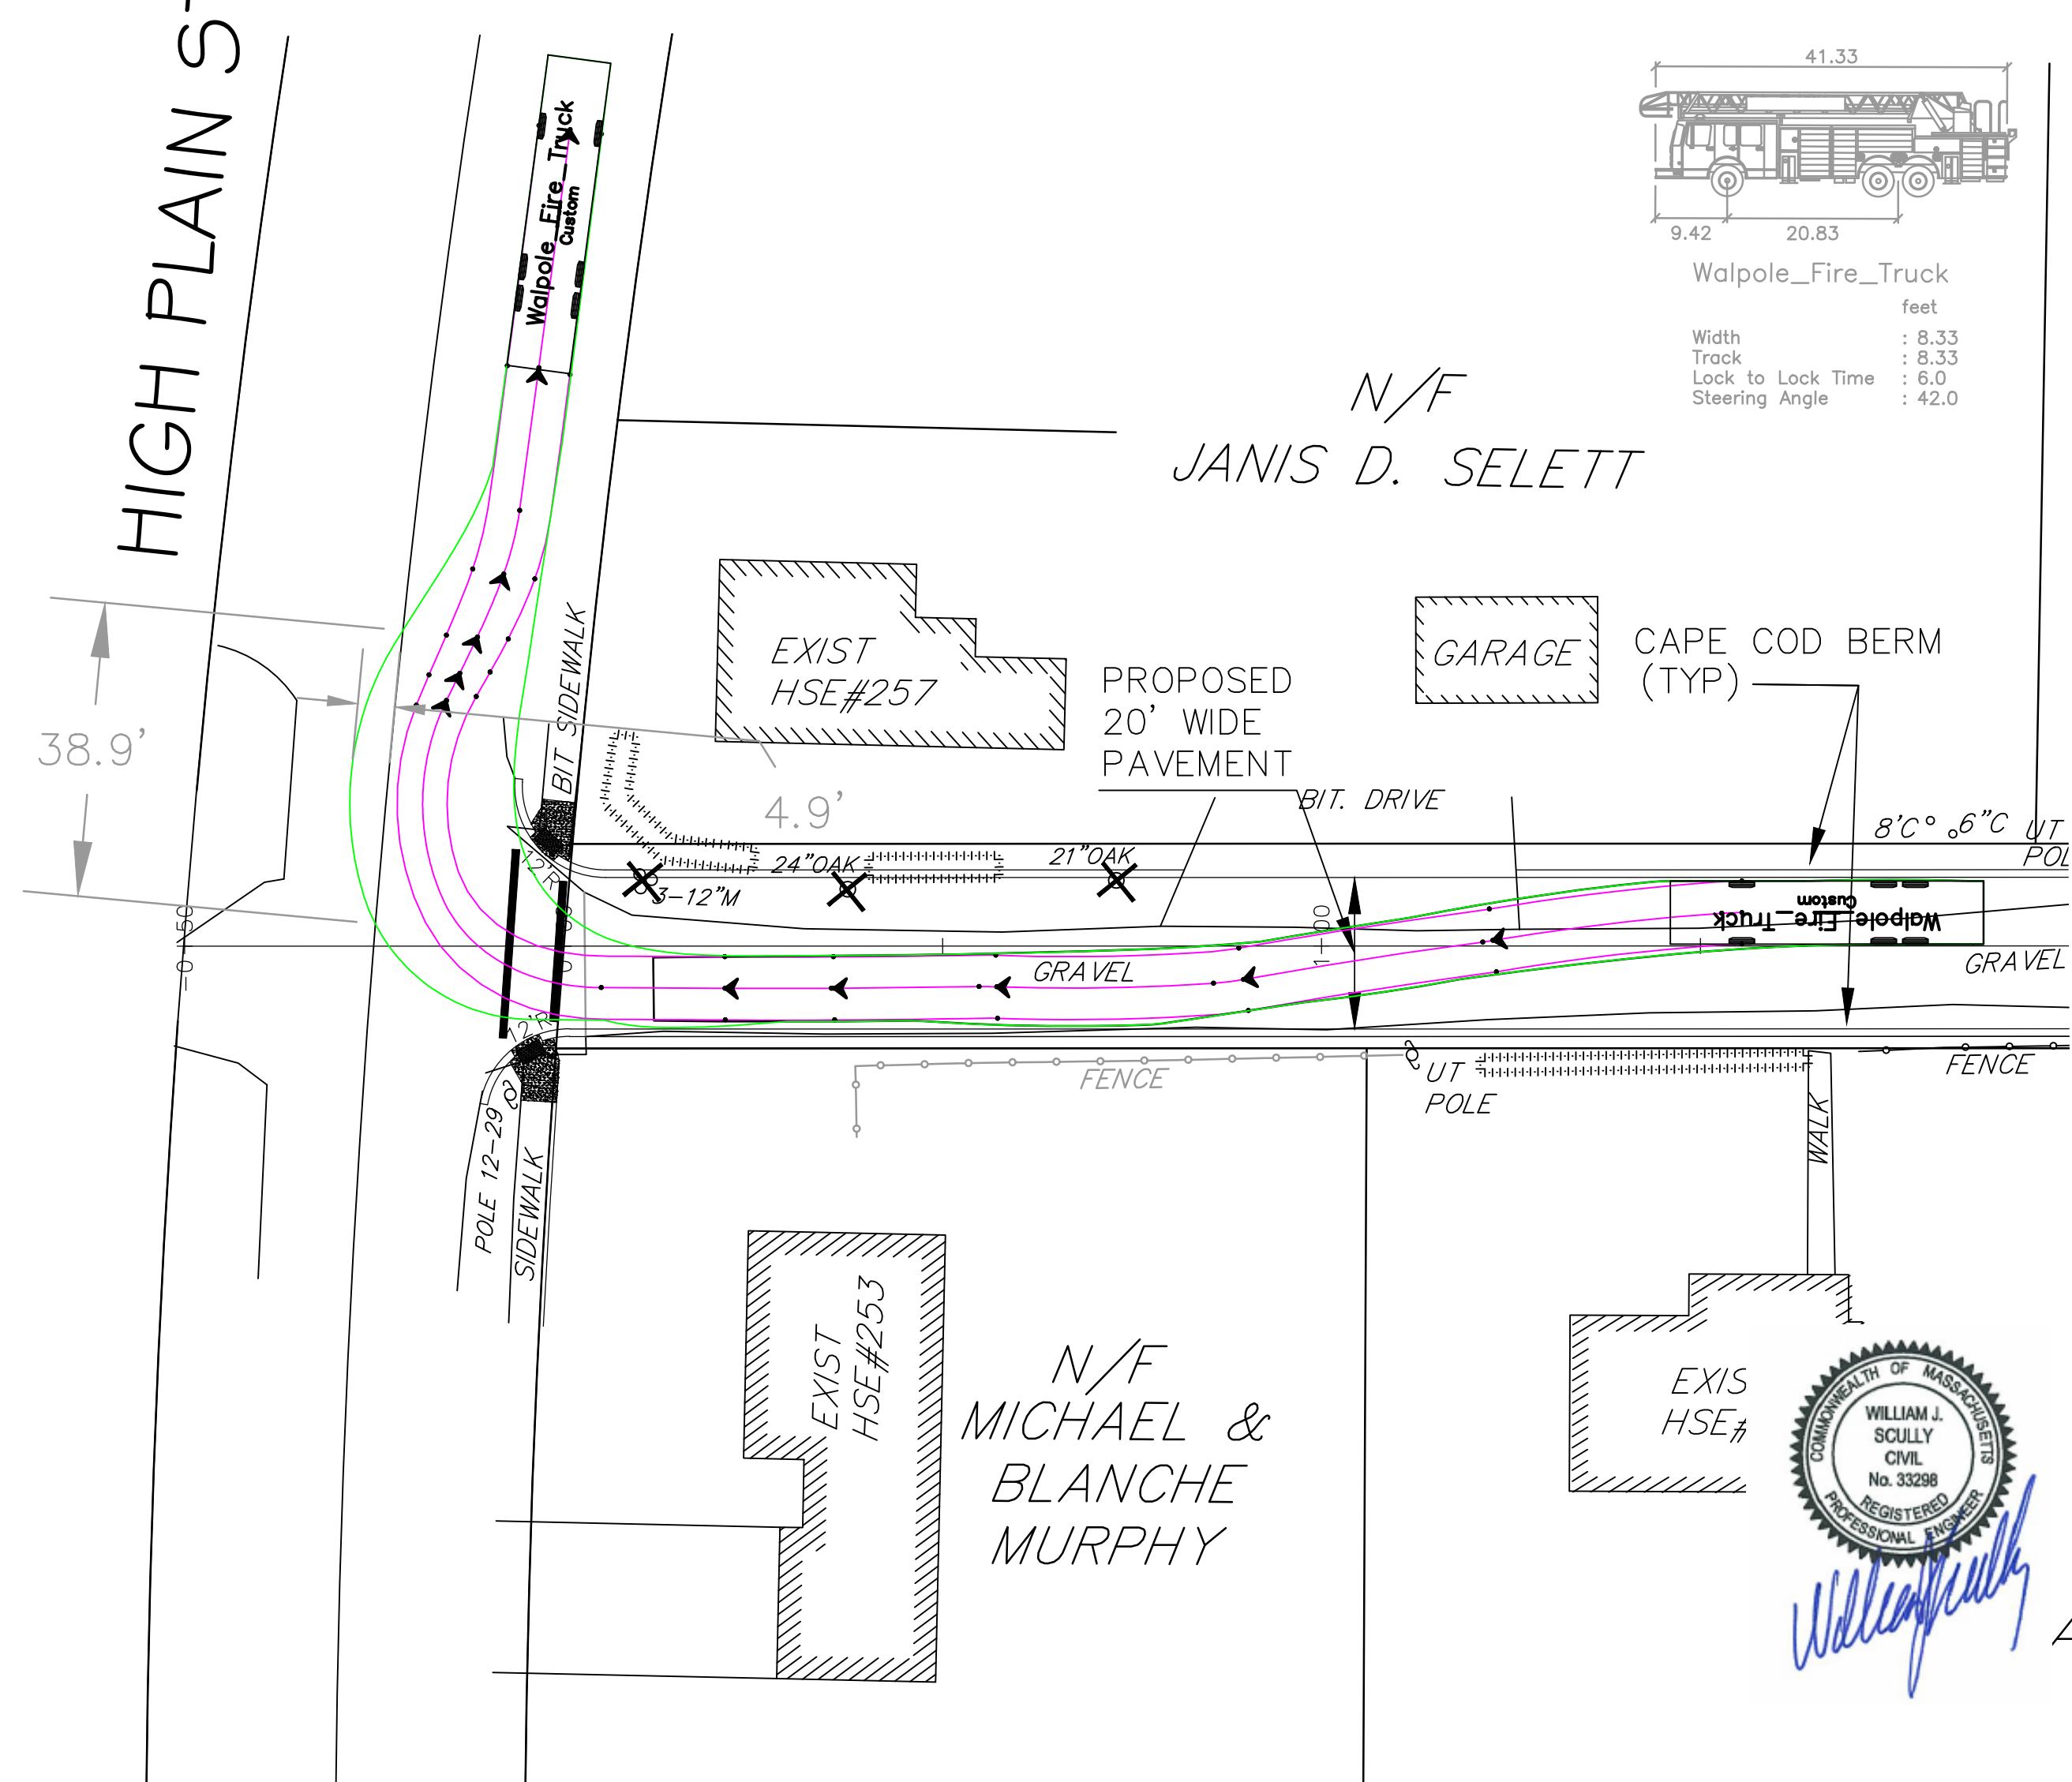 HIGH PLAIN
Walpole_Fire_Truck
Custom
41.33
9.42
20.83
Walpole_Fire_Truck
feet
Width : 8.33
Track : 8.33
Lock to Lock Time : 6.0
Steering Angle : 42.0
N/F
JANIS D. SELETT
EXIST
HSE#257
GARAGE
CAPE COD BERM
(TYP)
PROPOSED
20' WIDE
PAVEMENT
BIT SIDEWALK
38.9'
4.9'
BIT. DRIVE
8'C
6"C
UT
12'R
3-12"M
24"OAK
21"OAK
-0+50
1+00
Walpole_Fire_Truck
Custom
GRAVEL
GRAVEL
12'R
FENCE
UT
POLE
FENCE
WALK
POLE 12-29
SIDEWALK
EXIST
HSE#253
N/F
MICHAEL &
BLANCHE
MURPHY
COMMONWEALTH OF MASSACHUSETTS
WILLIAM J.
SCULLY
CIVIL
No. 33298
REGISTERED
PROFESSIONAL ENGINEER